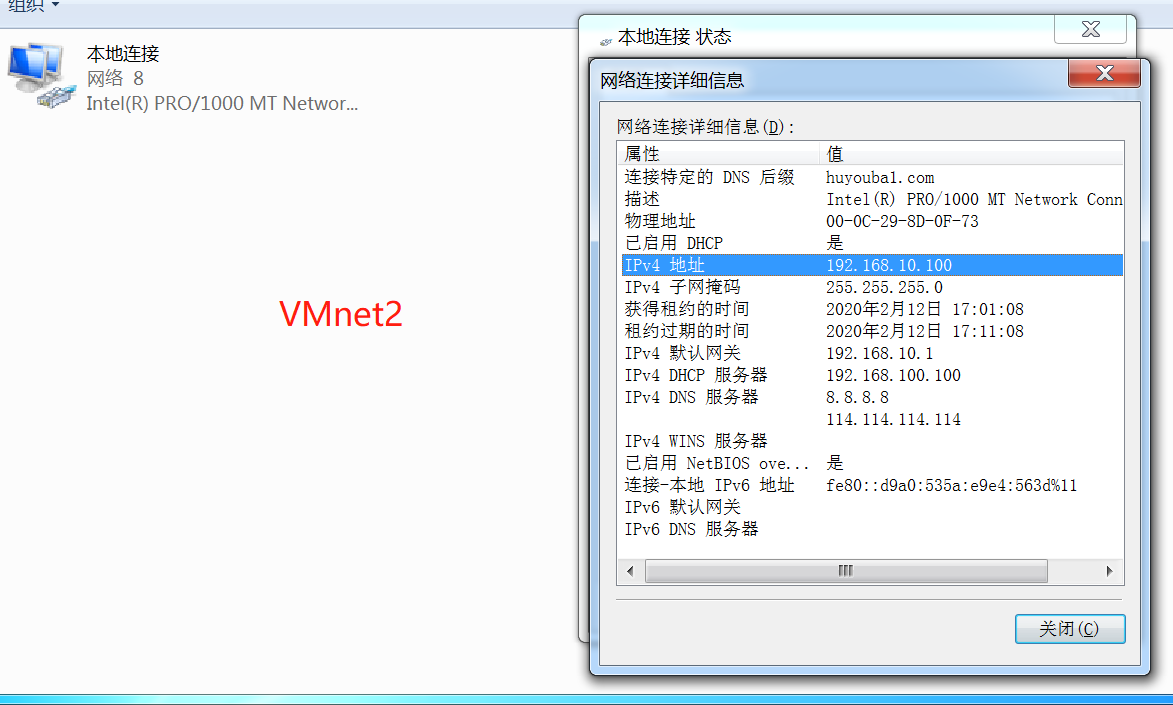 组织
本地连接
网络 8
Intel(R) PRO/1000 MT Networ...
VMnet2
本地连接 状态
网络连接详细信息
网络连接详细信息(D):
属性 值
连接特定的 DNS 后缀 huyouba1.com
描述 Intel(R) PRO/1000 MT Network Conn
物理地址 00-0C-29-8D-0F-73
已启用 DHCP 是
IPv4 地址 192.168.10.100
IPv4 子网掩码 255.255.255.0
获得租约的时间 2020年2月12日 17:01:08
租约过期的时间 2020年2月12日 17:11:08
IPv4 默认网关 192.168.10.1
IPv4 DHCP 服务器 192.168.100.100
IPv4 DNS 服务器 8.8.8.8
114.114.114.114
IPv4 WINS 服务器
已启用 NetBIOS ove... 是
连接-本地 IPv6 地址 fe80::d9a0:535a:e9e4:563d%11
IPv6 默认网关
IPv6 DNS 服务器
关闭(C)